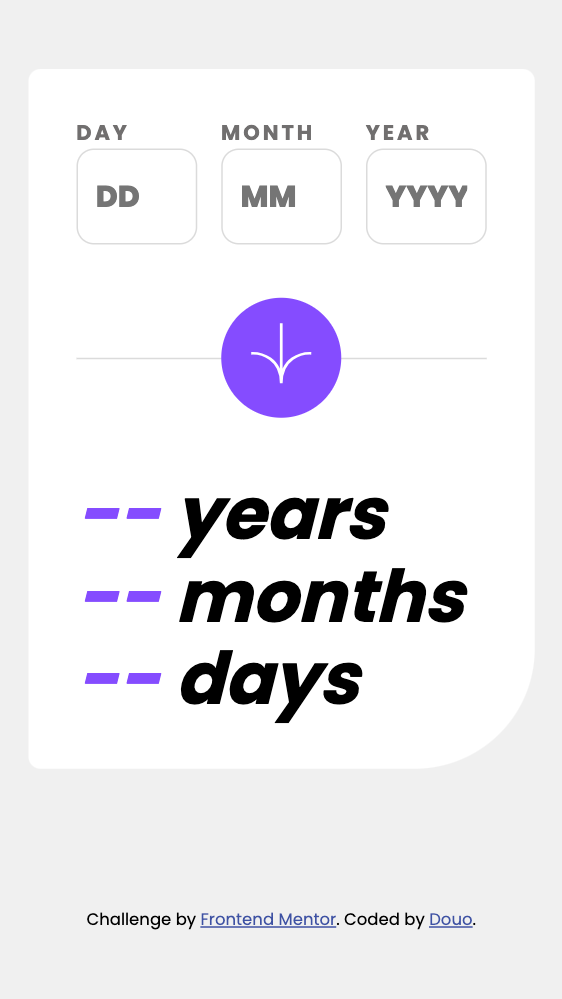 DAY MONTH YEAR
DD MM YYYY
-- years
-- months
-- days
Challenge by Frontend Mentor. Coded by Douo.